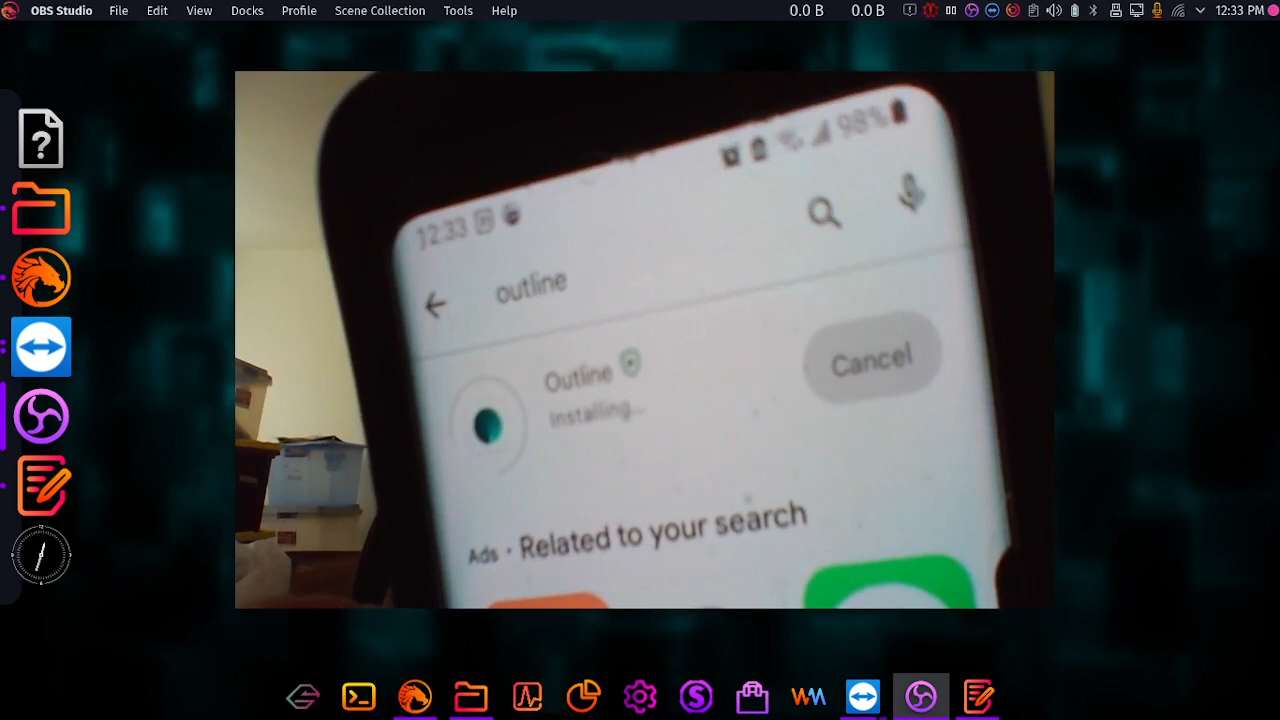 OBS Studio File Edit View Docks Profile Scene Collection Tools Help 0.0 B 0.0 B 12:33 PM
12:33 98%
outline
Outline
Installing...
Cancel
Ads · Related to your search